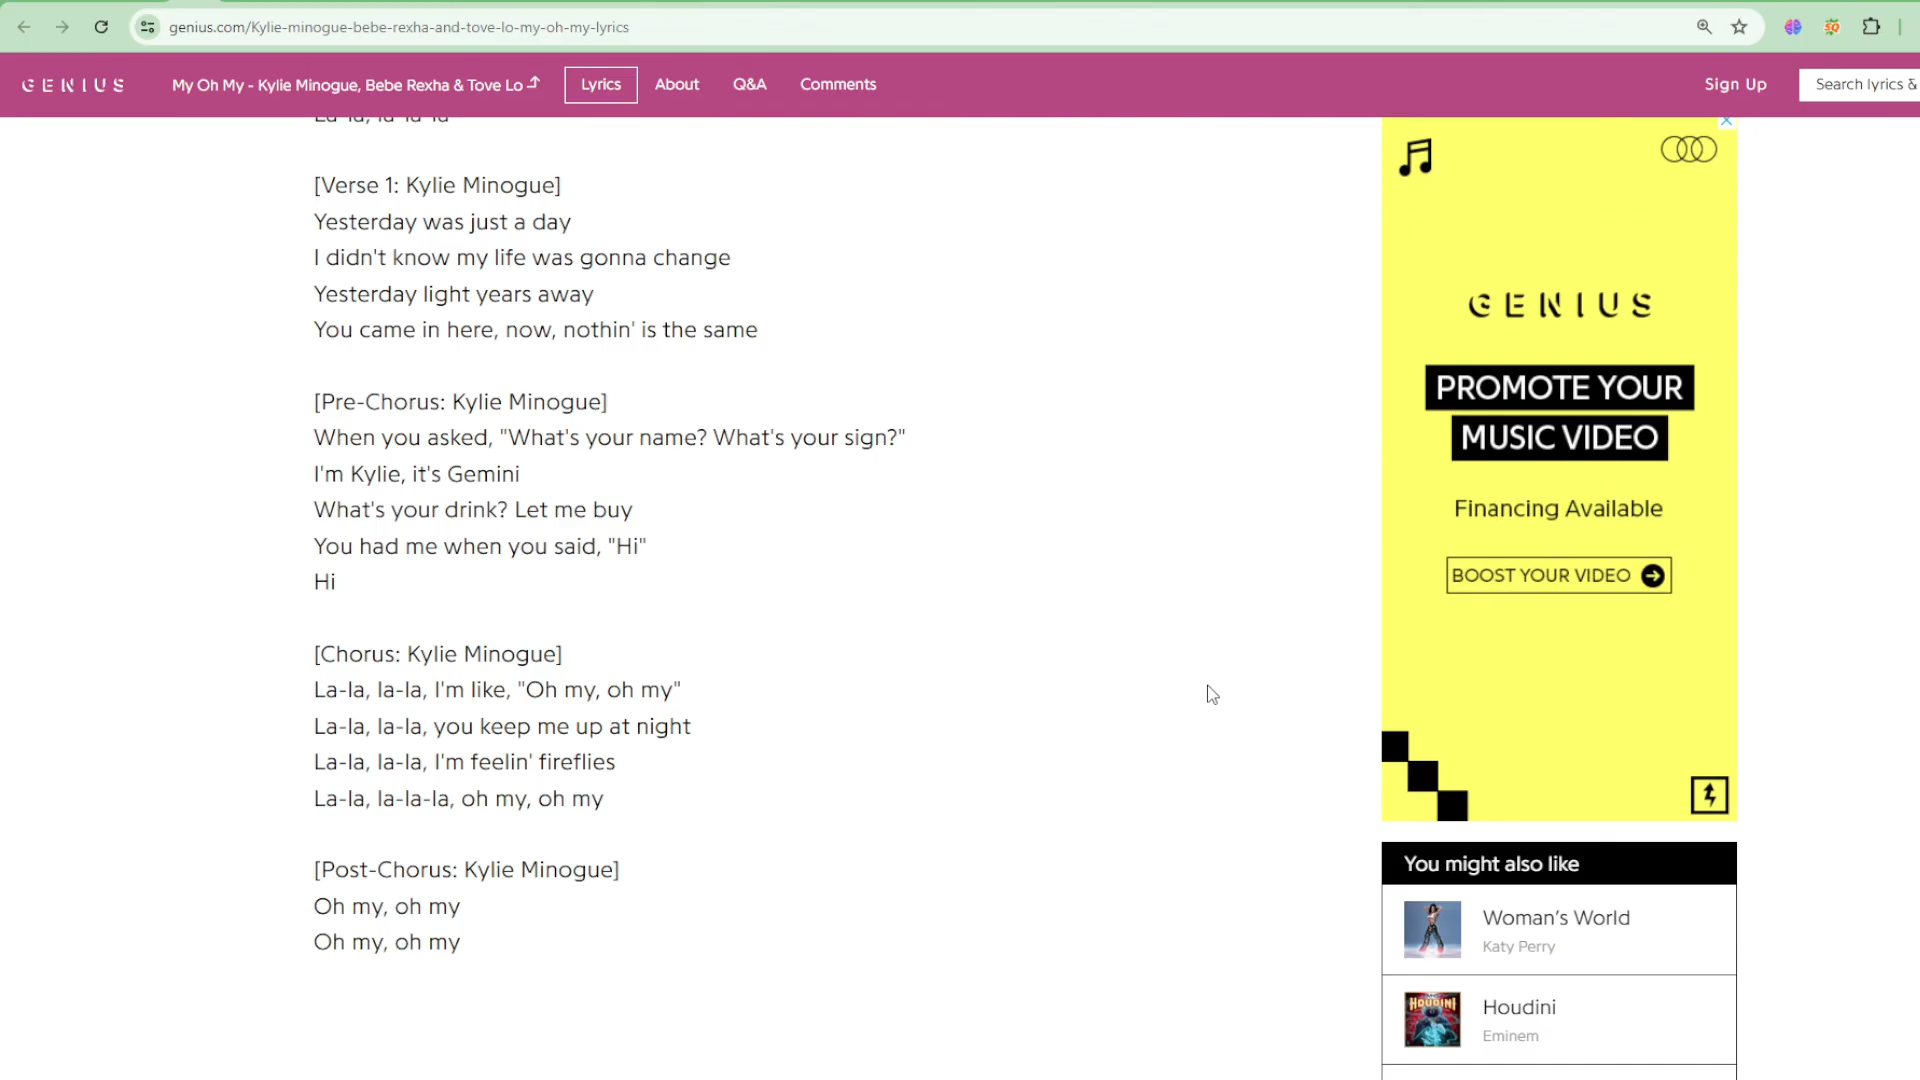 genius.com/Kylie-minogue-bebe-rexha-and-tove-lo-my-oh-my-lyrics
GENIUS
My Oh My - Kylie Minogue, Bebe Rexha & Tove Lo
Lyrics
About
Q&A
Comments
Sign Up
Search lyrics &
La-la, la-la-la
[Verse 1: Kylie Minogue]
Yesterday was just a day
I didn't know my life was gonna change
Yesterday light years away
You came in here, now, nothin' is the same
[Pre-Chorus: Kylie Minogue]
When you asked, "What's your name? What's your sign?"
I'm Kylie, it's Gemini
What's your drink? Let me buy
You had me when you said, "Hi"
Hi
[Chorus: Kylie Minogue]
La-la, la-la, I'm like, "Oh my, oh my"
La-la, la-la, you keep me up at night
La-la, la-la, I'm feelin' fireflies
La-la, la-la-la, oh my, oh my
[Post-Chorus: Kylie Minogue]
Oh my, oh my
Oh my, oh my
GENIUS
PROMOTE YOUR
MUSIC VIDEO
Financing Available
BOOST YOUR VIDEO
You might also like
Woman's World
Katy Perry
HOUDINI
Houdini
Eminem